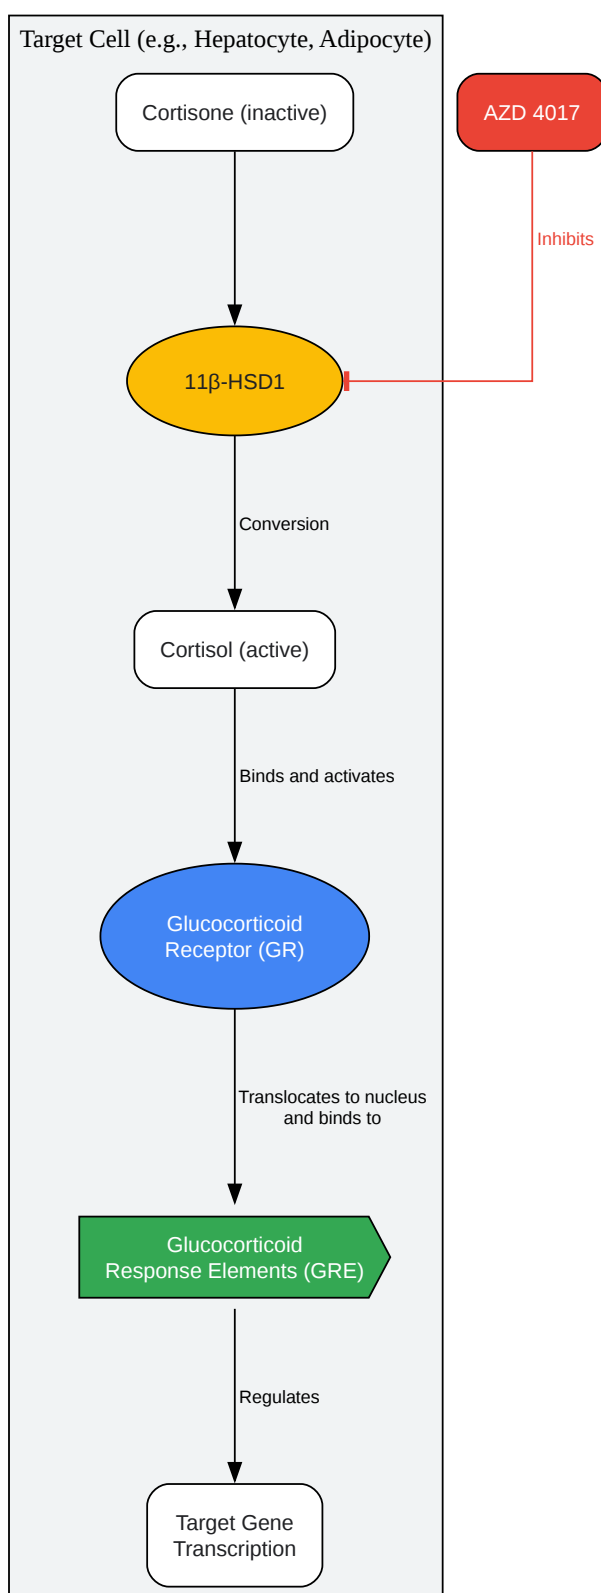 Target Cell (e.g., Hepatocyte, Adipocyte)
Cortisone (inactive)
AZD 4017
Inhibits
11β-HSD1
Conversion
Cortisol (active)
Binds and activates
Glucocorticoid
Receptor (GR)
Translocates to nucleus
and binds to
Glucocorticoid
Response Elements (GRE)
Regulates
Target Gene
Transcription